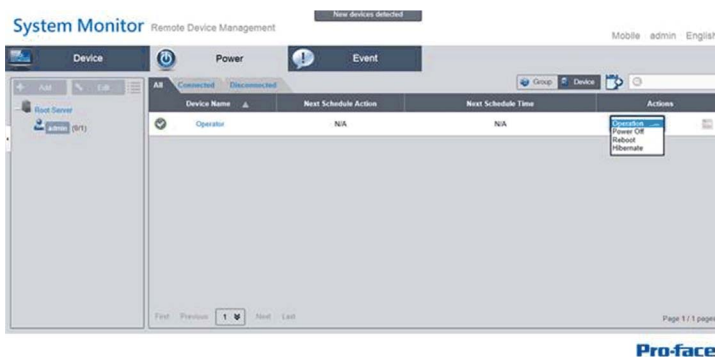 New devices detected
System Monitor Remote Device Management
Mobile admin English
Device Power Event
Add Edit
All Connected Disconnected
Group Device
Root Server
admin (0/1)
Device Name Next Schedule Action Next Schedule Time Actions
Operator N/A N/A Operation ...
Power Off
Reboot
Hibernate
First Previous 1 Next Last
Page 1 / 1 pages
Pro-face